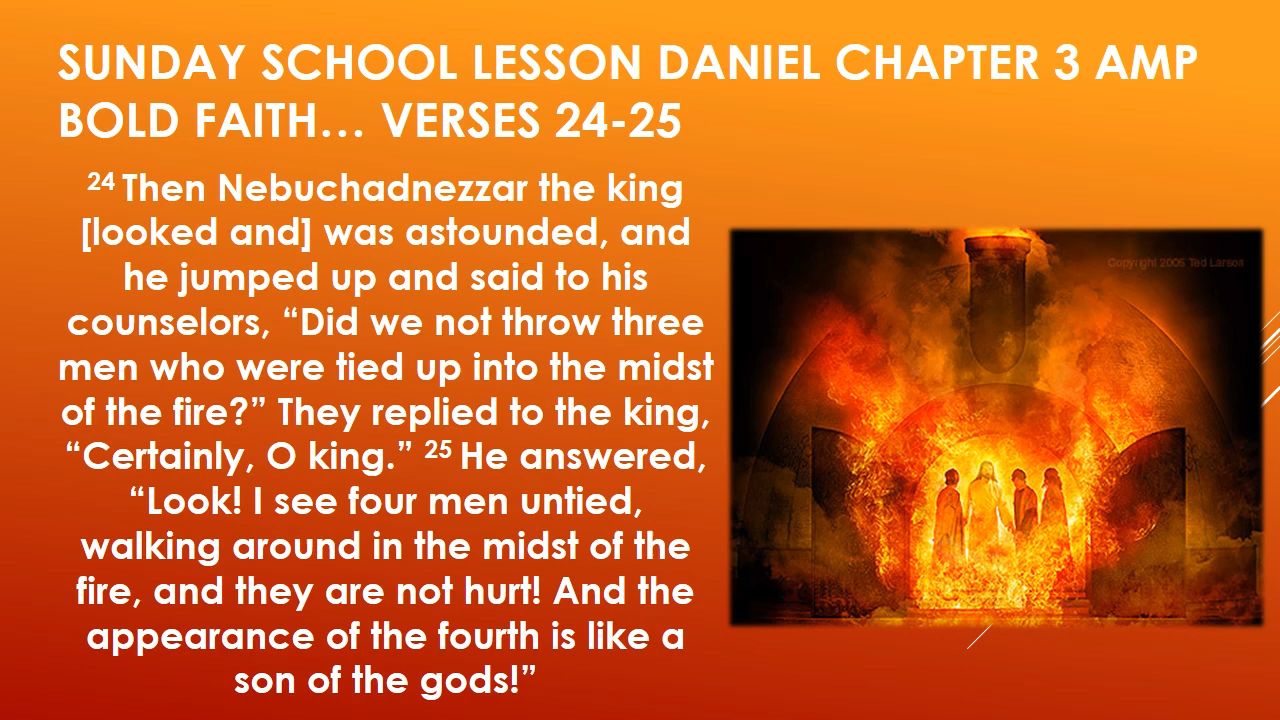 SUNDAY SCHOOL LESSON DANIEL CHAPTER 3 AMP
BOLD FAITH… VERSES 24-25
24 Then Nebuchadnezzar the king
[looked and] was astounded, and
he jumped up and said to his
counselors, “Did we not throw three
men who were tied up into the midst
of the fire?” They replied to the king,
“Certainly, O king.” 25 He answered,
“Look! I see four men untied,
walking around in the midst of the
fire, and they are not hurt! And the
appearance of the fourth is like a
son of the gods!”
Copyright 2005 Ted Larson